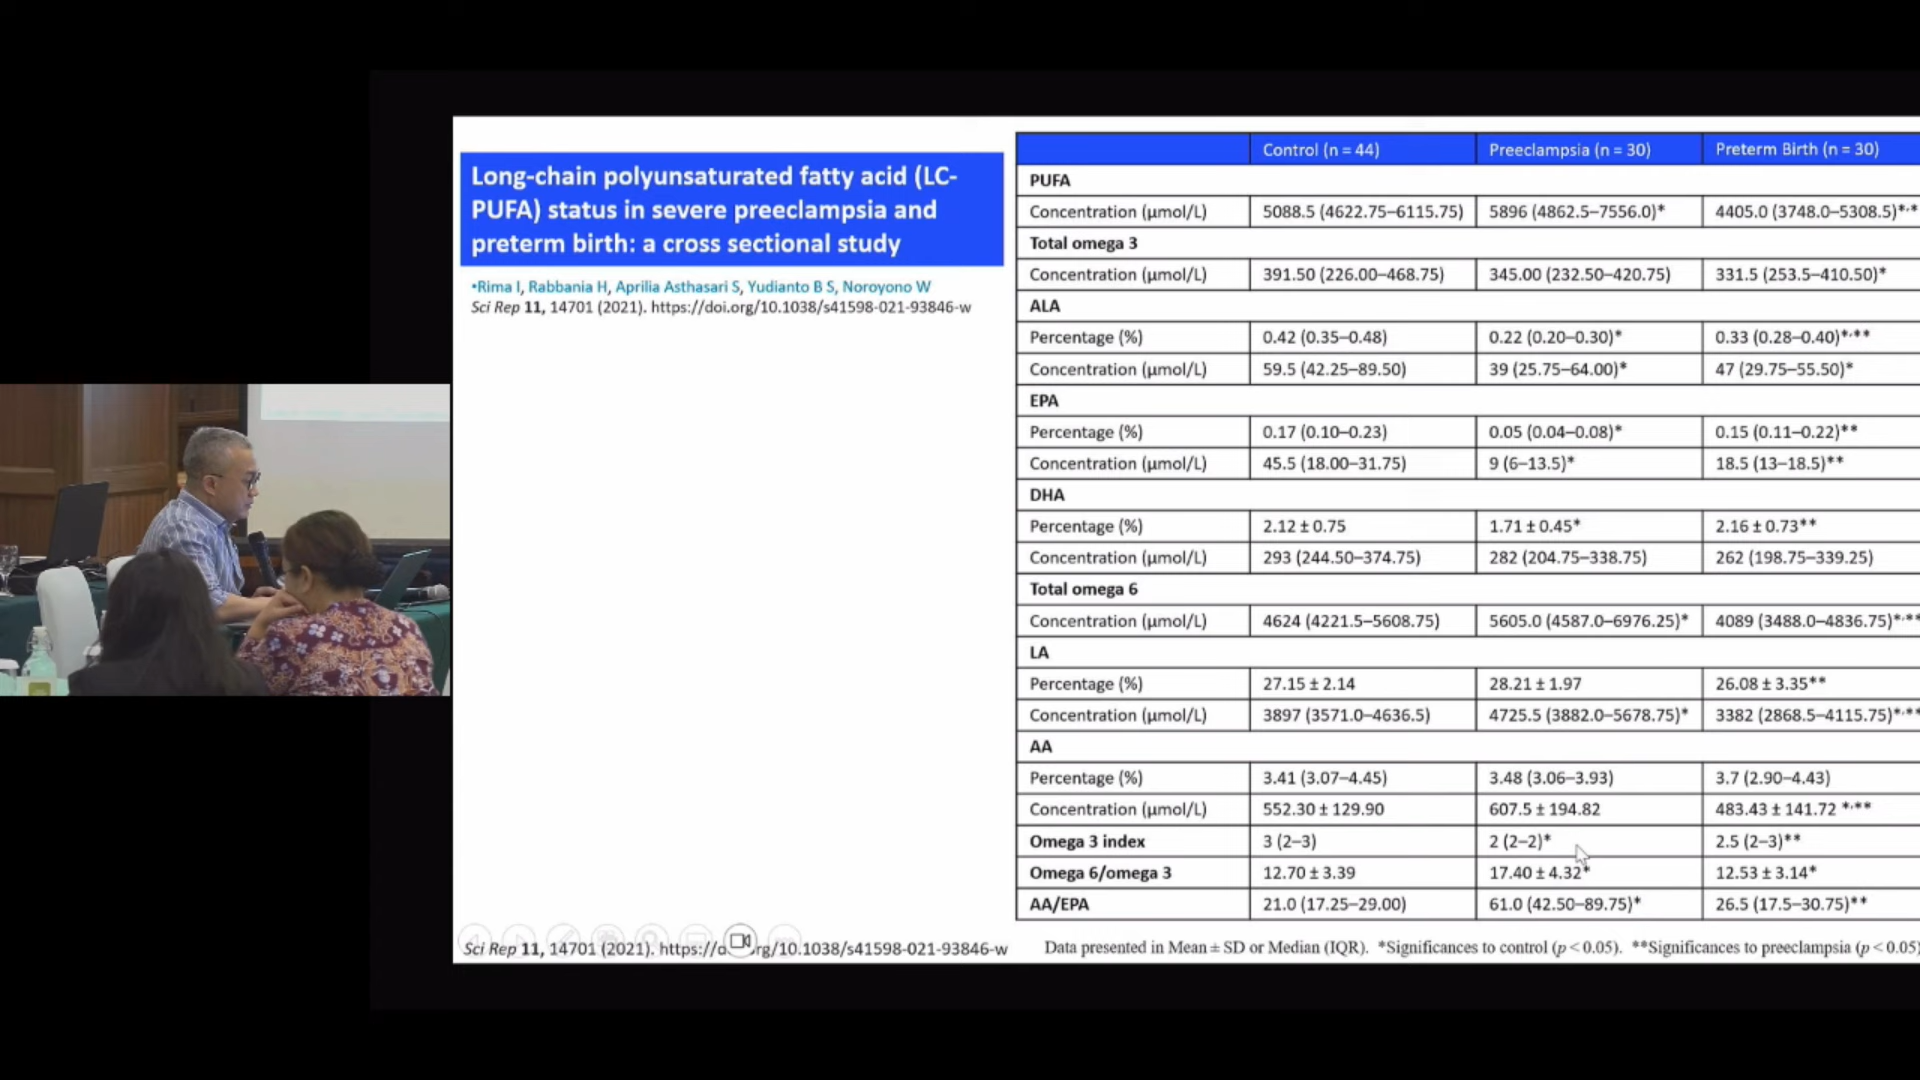 Long-chain polyunsaturated fatty acid (LC-
PUFA) status in severe preeclampsia and
preterm birth: a cross sectional study
•Rima I, Rabbania H, Aprilia Asthasari S, Yudianto B S, Noroyono W
Sci Rep 11, 14701 (2021). https://doi.org/10.1038/s41598-021-93846-w
Control (n = 44) Preeclampsia (n = 30) Preterm Birth (n = 30)
PUFA
Concentration (µmol/L) 5088.5 (4622.75–6115.75) 5896 (4862.5–7556.0)* 4405.0 (3748.0–5308.5)*,*
Total omega 3
Concentration (µmol/L) 391.50 (226.00–468.75) 345.00 (232.50–420.75) 331.5 (253.5–410.50)*
ALA
Percentage (%) 0.42 (0.35–0.48) 0.22 (0.20–0.30)* 0.33 (0.28–0.40)*,**
Concentration (µmol/L) 59.5 (42.25–89.50) 39 (25.75–64.00)* 47 (29.75–55.50)*
EPA
Percentage (%) 0.17 (0.10–0.23) 0.05 (0.04–0.08)* 0.15 (0.11–0.22)**
Concentration (µmol/L) 45.5 (18.00–31.75) 9 (6–13.5)* 18.5 (13–18.5)**
DHA
Percentage (%) 2.12 ± 0.75 1.71 ± 0.45* 2.16 ± 0.73**
Concentration (µmol/L) 293 (244.50–374.75) 282 (204.75–338.75) 262 (198.75–339.25)
Total omega 6
Concentration (µmol/L) 4624 (4221.5–5608.75) 5605.0 (4587.0–6976.25)* 4089 (3488.0–4836.75)*,**
LA
Percentage (%) 27.15 ± 2.14 28.21 ± 1.97 26.08 ± 3.35**
Concentration (µmol/L) 3897 (3571.0–4636.5) 4725.5 (3882.0–5678.75)* 3382 (2868.5–4115.75)*,**
AA
Percentage (%) 3.41 (3.07–4.45) 3.48 (3.06–3.93) 3.7 (2.90–4.43)
Concentration (µmol/L) 552.30 ± 129.90 607.5 ± 194.82 483.43 ± 141.72 *,**
Omega 3 index 3 (2–3) 2 (2–2)* 2.5 (2–3)**
Omega 6/omega 3 12.70 ± 3.39 17.40 ± 4.32* 12.53 ± 3.14*
AA/EPA 21.0 (17.25–29.00) 61.0 (42.50–89.75)* 26.5 (17.5–30.75)**
Sci Rep 11, 14701 (2021). rg/10.1038/s41598-021-93846-w
Data presented in Mean ± SD or Median (IQR). *Significances to control (p < 0.05). **Significances to preeclampsia (p < 0.05)